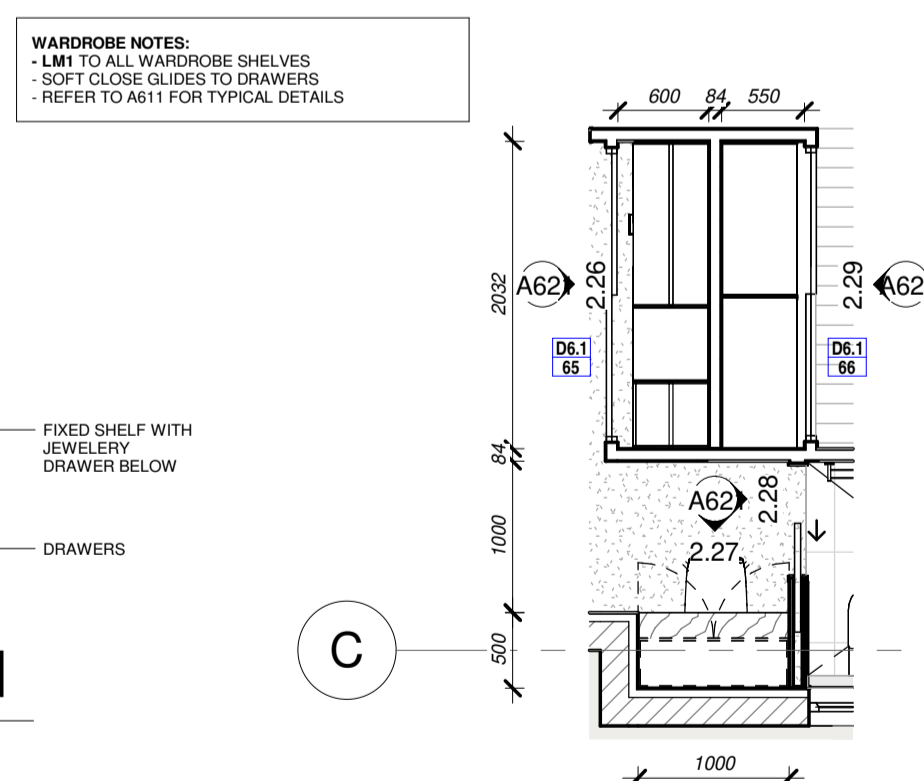 WARDROBE NOTES:
- LM1 TO ALL WARDROBE SHELVES
- SOFT CLOSE GLIDES TO DRAWERS
- REFER TO A611 FOR TYPICAL DETAILS
600 84 550
2032
A621
2.26
2.29
A62
D6.1
65
D6.1
66
FIXED SHELF WITH
JEWELERY
DRAWER BELOW
84
A621
2.28
2.27
1000
DRAWERS
C
500
1000